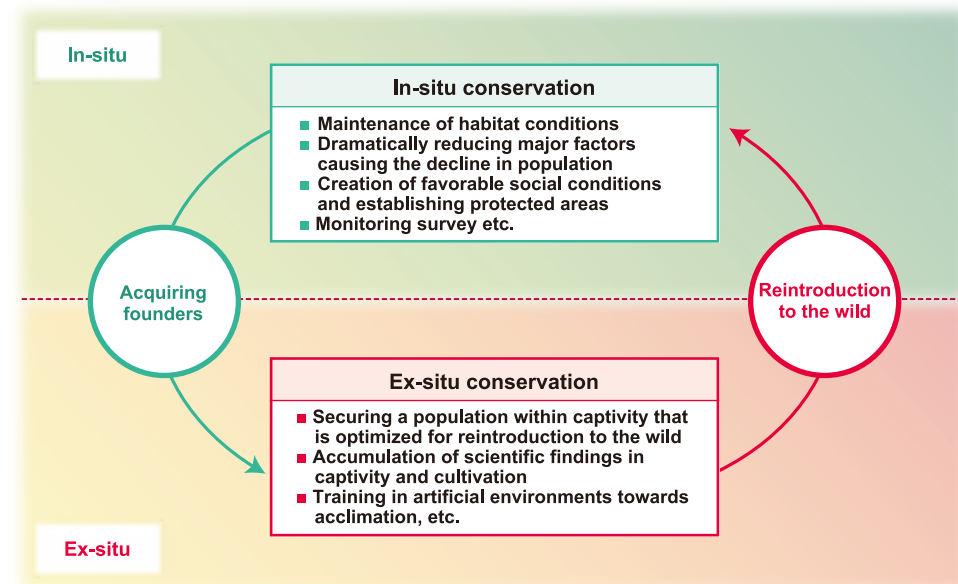 In-situ
In-situ conservation
■ Maintenance of habitat conditions
■ Dramatically reducing major factors
causing the decline in population
■ Creation of favorable social conditions
and establishing protected areas
■ Monitoring survey etc.
Acquiring
founders
Reintroduction
to the wild
Ex-situ conservation
■ Securing a population within captivity that
is optimized for reintroduction to the wild
■ Accumulation of scientific findings in
captivity and cultivation
■ Training in artificial environments towards
acclimation, etc.
Ex-situ